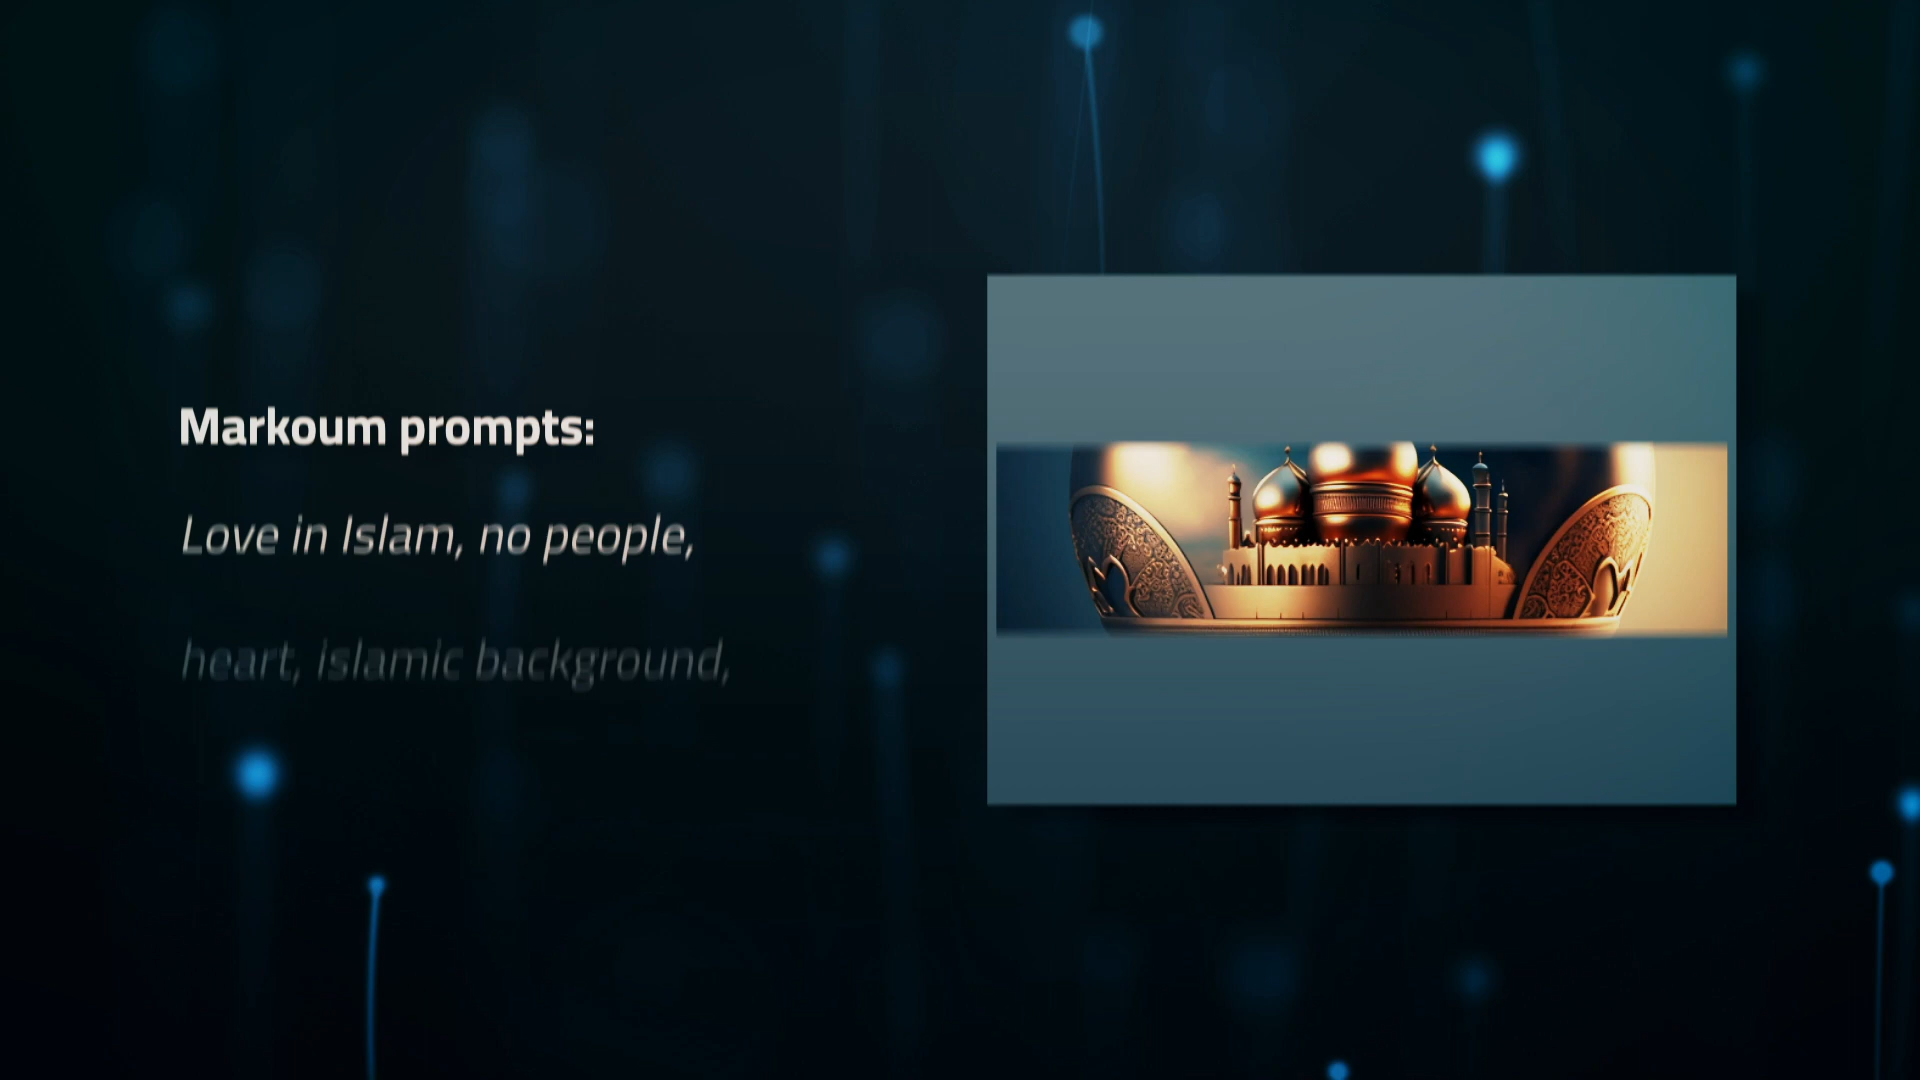 Markoum prompts:
Love in Islam, no people,
heart, islamic background,